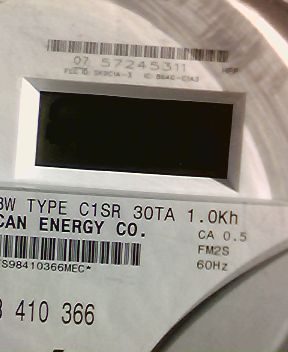 07 57245311
3W TYPE C1SR 30TA 1.0Kh
CAN ENERGY CO.
CA 0.5
FM2S
S98410366MEC*
60Hz
410 366